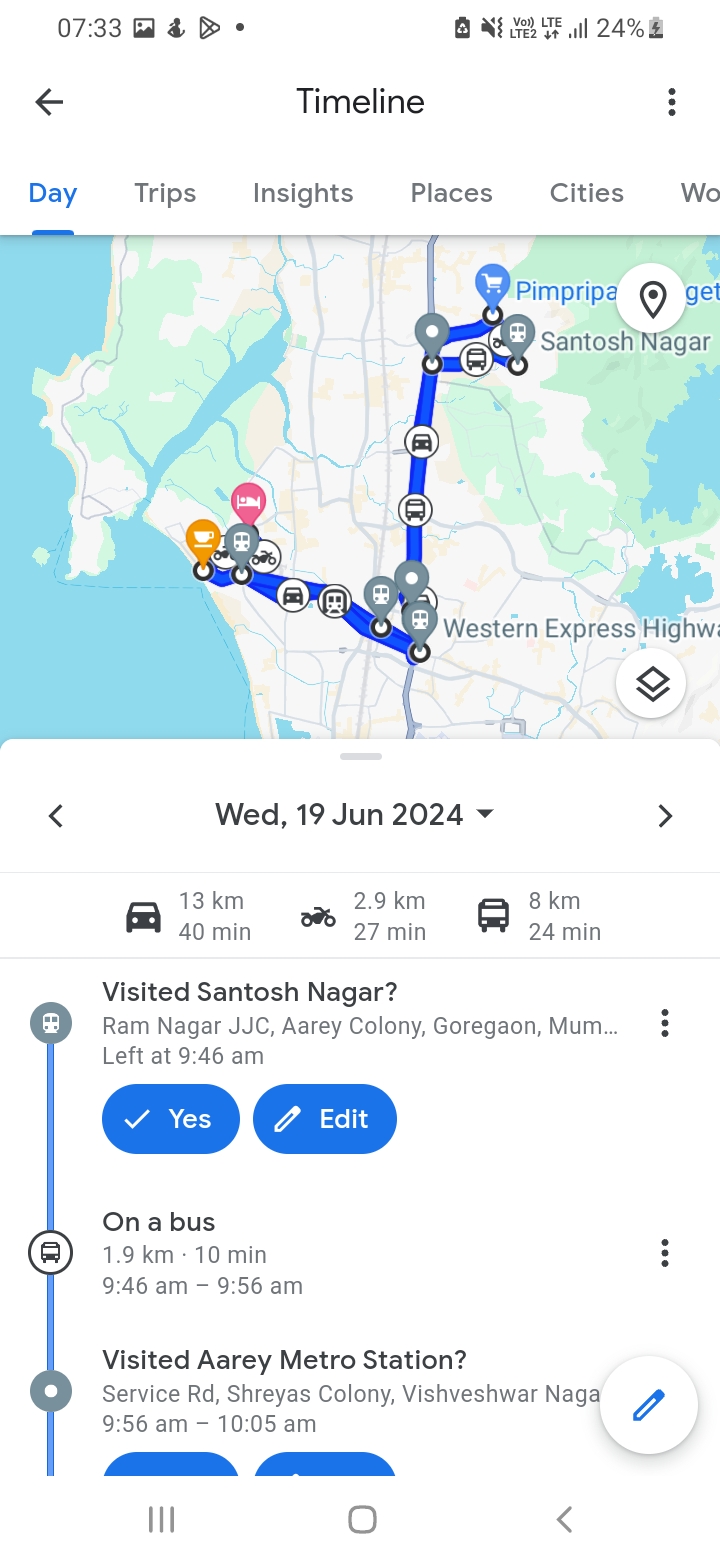 07:33
Vo)) LTE
LTE2
24%
Timeline
Day Trips Insights Places Cities Wo
Pimpripa get
Santosh Nagar
Western Express Highwa
Wed, 19 Jun 2024
13 km
40 min
2.9 km
27 min
8 km
24 min
Visited Santosh Nagar?
Ram Nagar JJC, Aarey Colony, Goregaon, Mum...
Left at 9:46 am
Yes
Edit
On a bus
1.9 km · 10 min
9:46 am – 9:56 am
Visited Aarey Metro Station?
Service Rd, Shreyas Colony, Vishveshwar Naga
9:56 am – 10:05 am